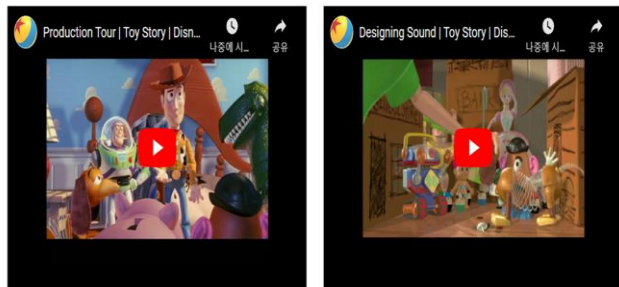 Production Tour | Toy Story | Disn...
나중에 시...
공유
Designing Sound | Toy Story | Dis...
나중에 시...
공유
BANK